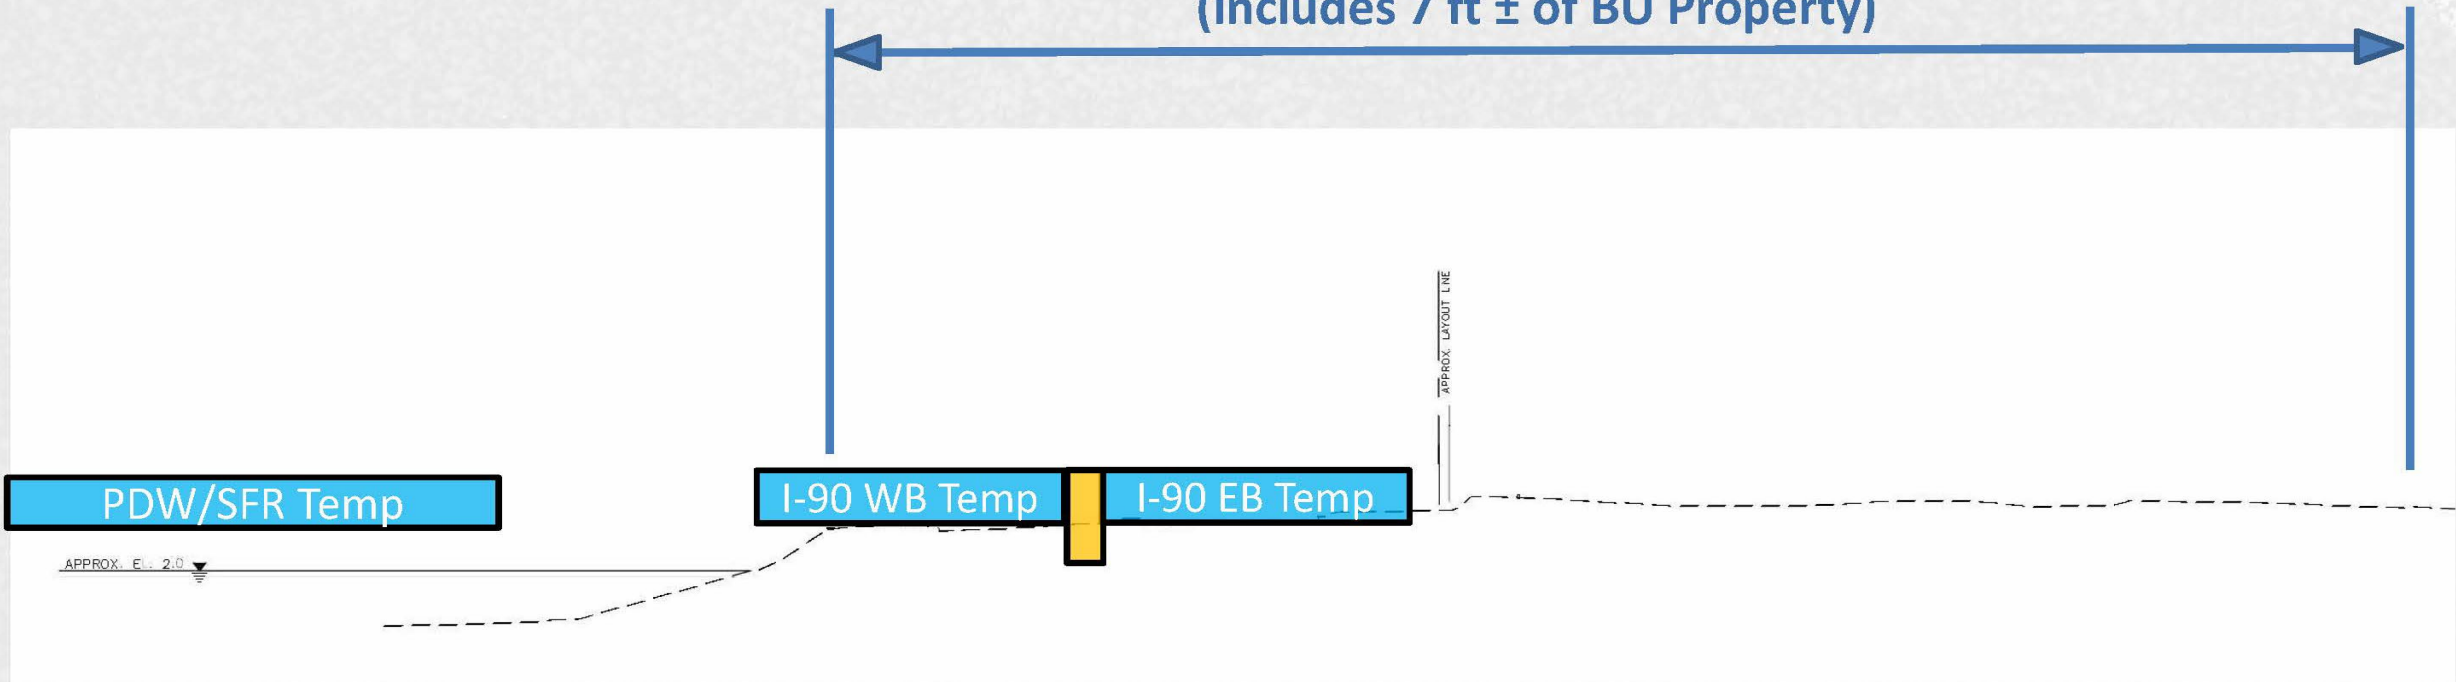 (Includes 7 ft ± of BU Property)
APPROX. LAYOUT LINE
PDW/SFR Temp
I-90 WB Temp
I-90 EB Temp
APPROX. EL. 2.0